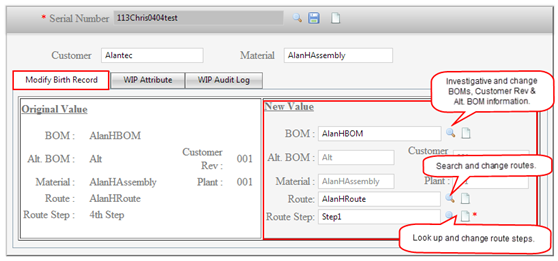 * Serial Number 113Chris0404test
Customer Alantec Material AlanHAssembly
Modify Birth Record WIP Attribute WIP Audit Log
Investigative and change
BOMs, Customer Rev &
Alt. BOM information.
Original Value New Value
BOM : AlanHBOM BOM : AlanHBOM
Alt. BOM : Alt Customer Rev : 001 Alt. BOM : Alt Customer
Search and change routes.
Material : AlanHAssembly Plant : 001 Material : AlanHAssembly Plant :
Route : AlanHRoute Route: AlanHRoute
Route Step : 4th Step Route Step: Step1 *
Look up and change route steps.